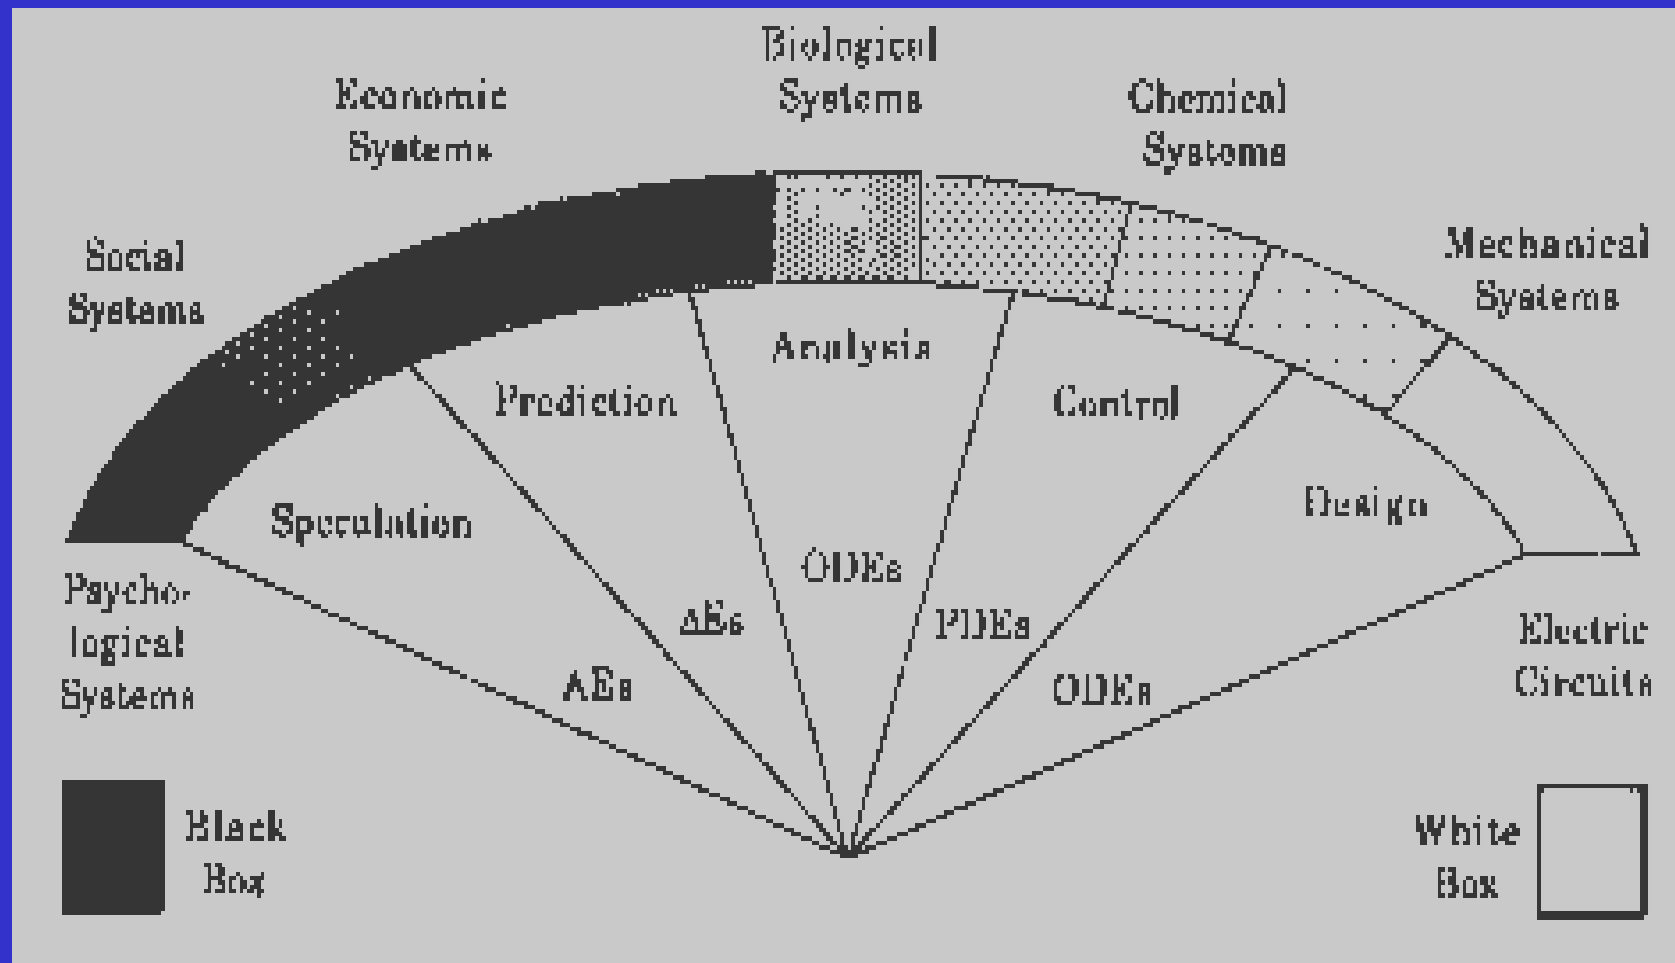 Biological
Systems
Economic
Systems
Chemical
Systems
Social
Systems
Mechanical
Systems
Analysis
Prediction
Control
Speculation
Design
ODEs
ΔEs
PDEs
AEs
ODEs
Psycho-
logical
Systems
Electric
Circuits
Black
Box
White
Box